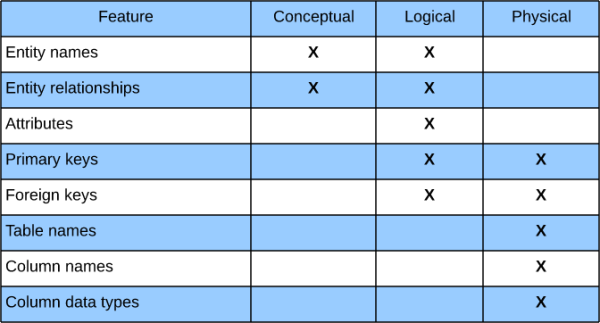 Feature Conceptual Logical Physical
Entity names X X
Entity relationships X X
Attributes X
Primary keys X X
Foreign keys X X
Table names X
Column names X
Column data types X